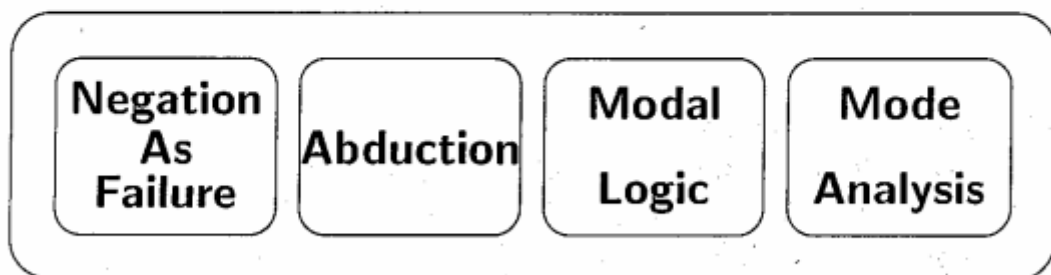 Negation
As
Failure
Abduction
Modal
Logic
Mode
Analysis